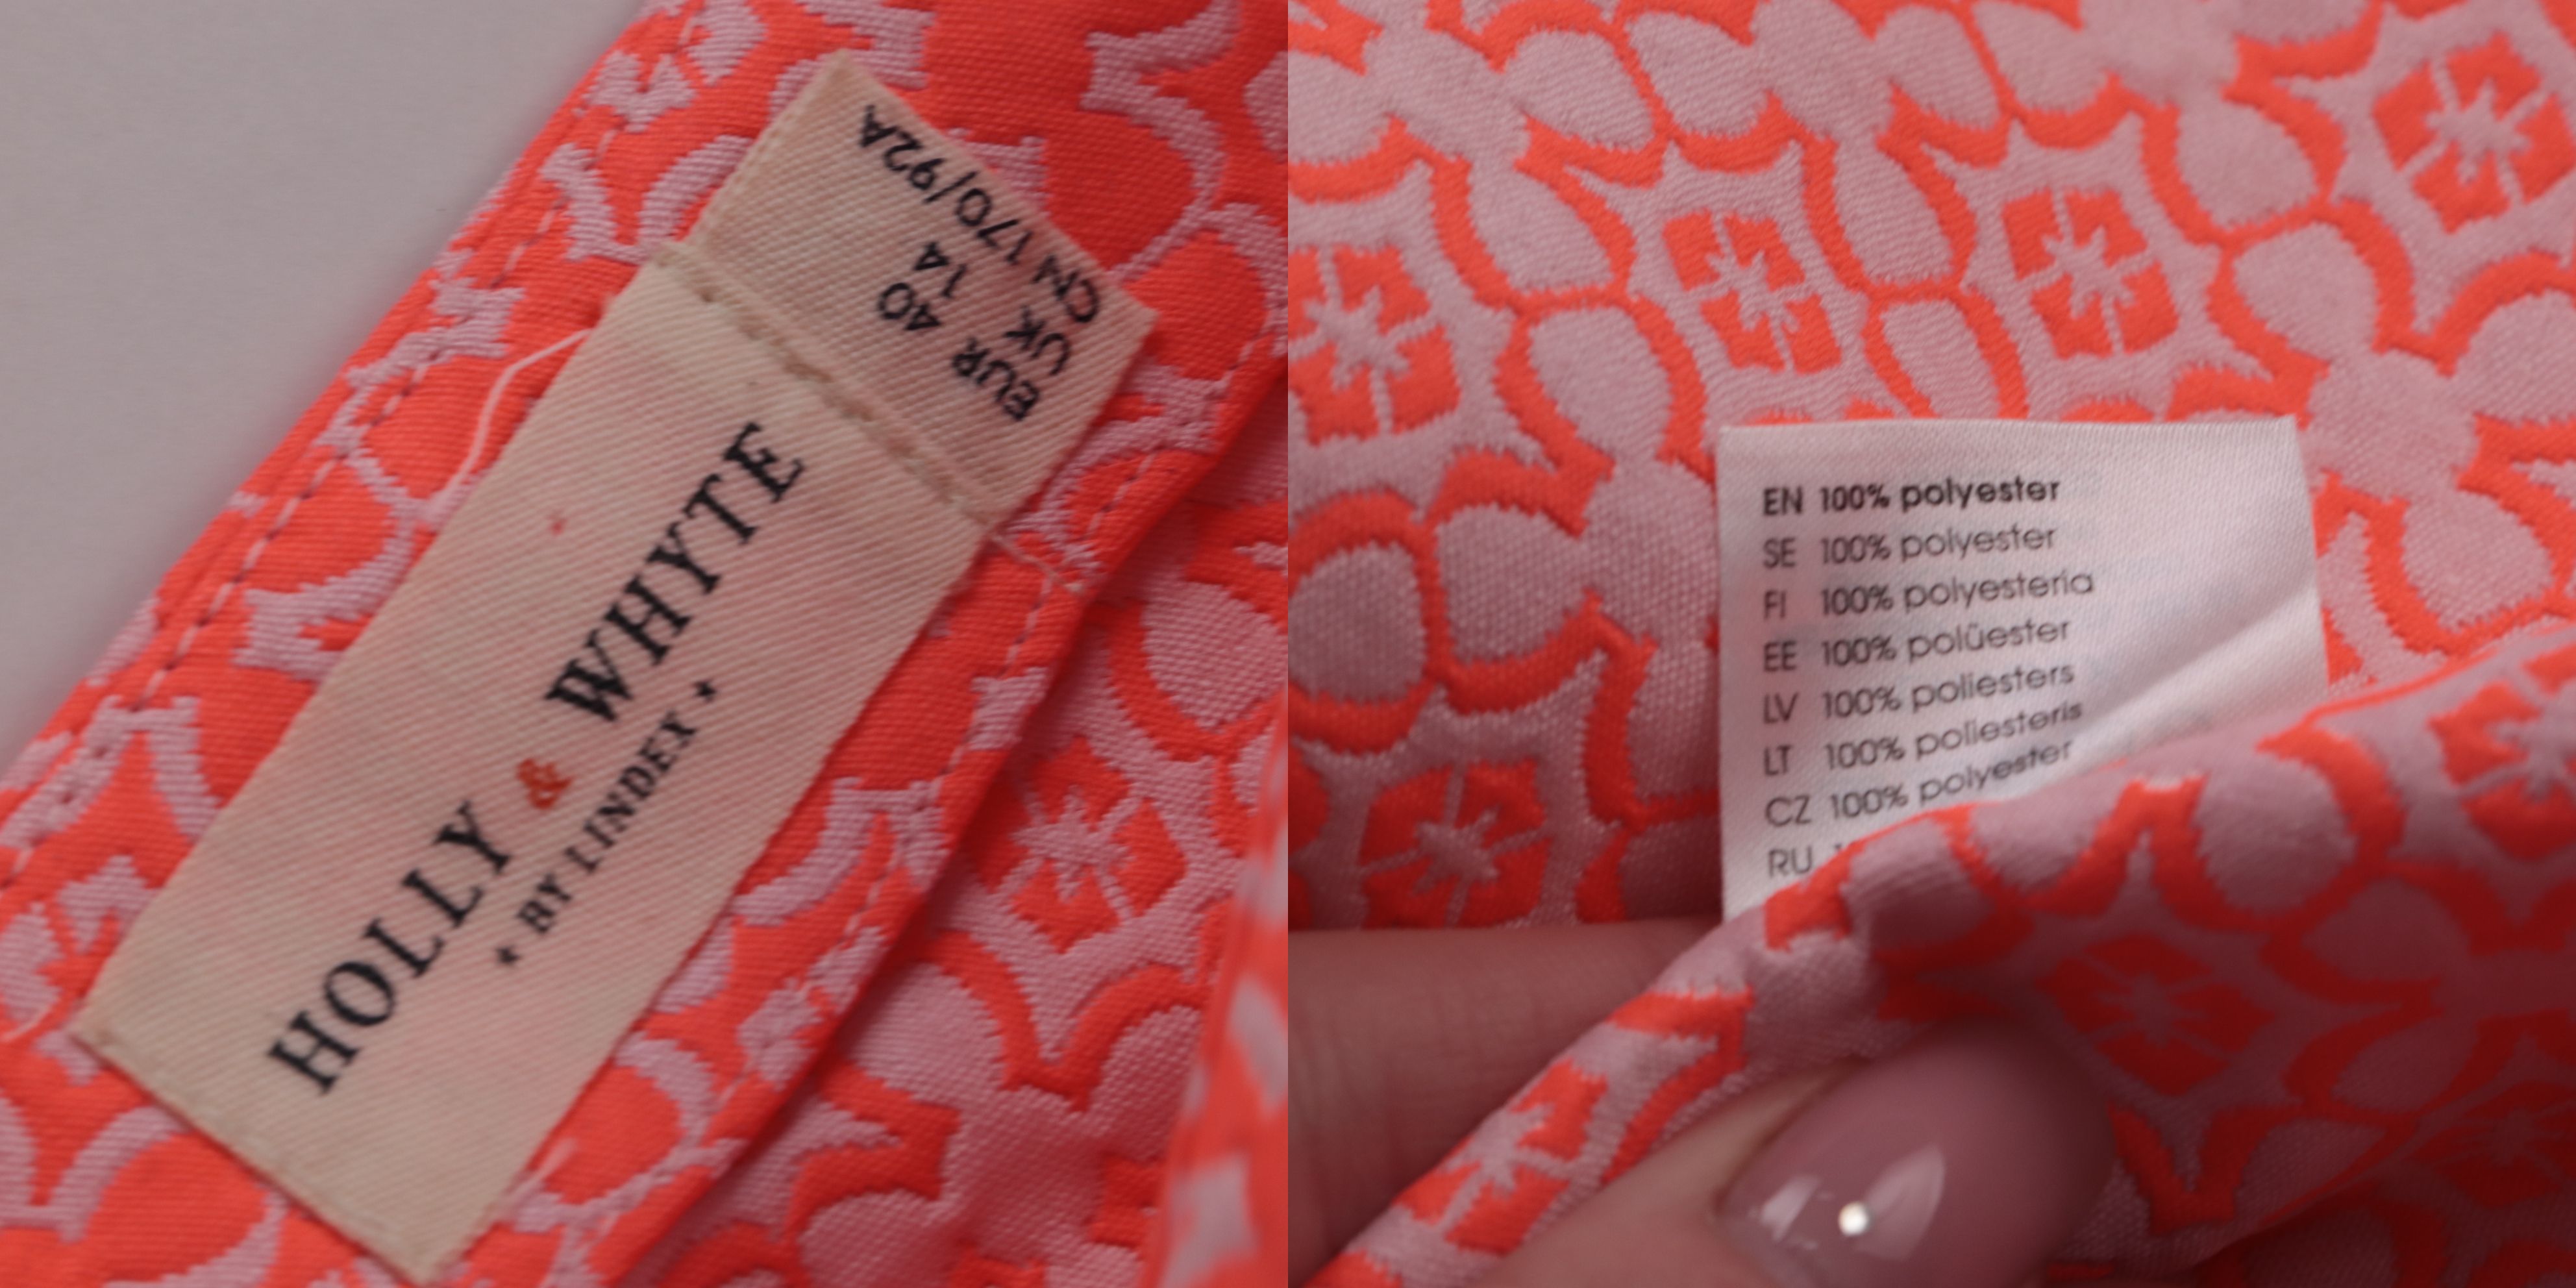 HOLLY & WHYTE
★ BY LINDEX ★
EUR 40
UK 14
CN 170/92A
EN 100% polyester
SE 100% polyester
FI 100% polyesteria
EE 100% polüester
LV 100% poliesters
LT 100% poliesteris
CZ 100% polyester
RU